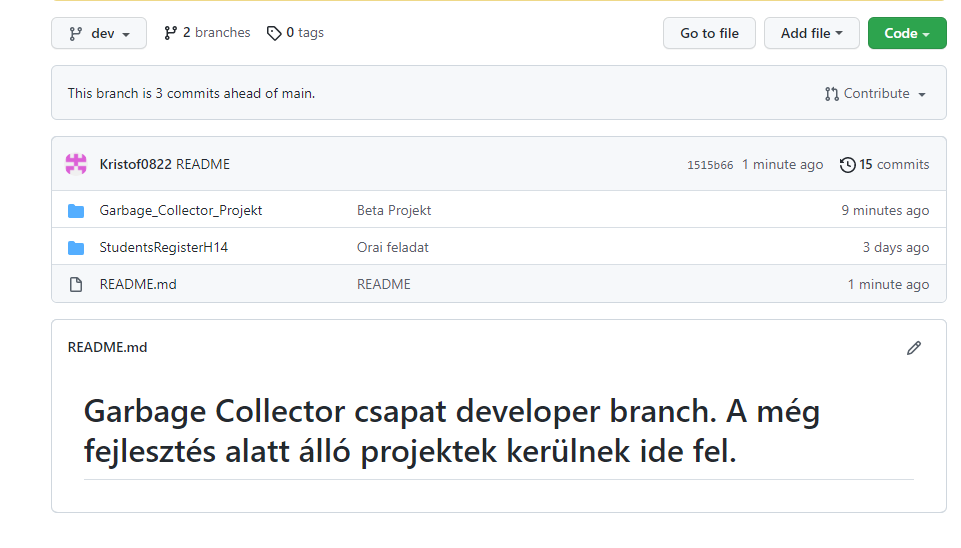 dev 2 branches 0 tags Go to file Add file Code
This branch is 3 commits ahead of main. Contribute
Kristof0822 README 1515b66 1 minute ago 15 commits
Garbage_Collector_Projekt Beta Projekt 9 minutes ago
StudentsRegisterH14 Orai feladat 3 days ago
README.md README 1 minute ago
README.md
Garbage Collector csapat developer branch. A még
fejlesztés alatt álló projektek kerülnek ide fel.